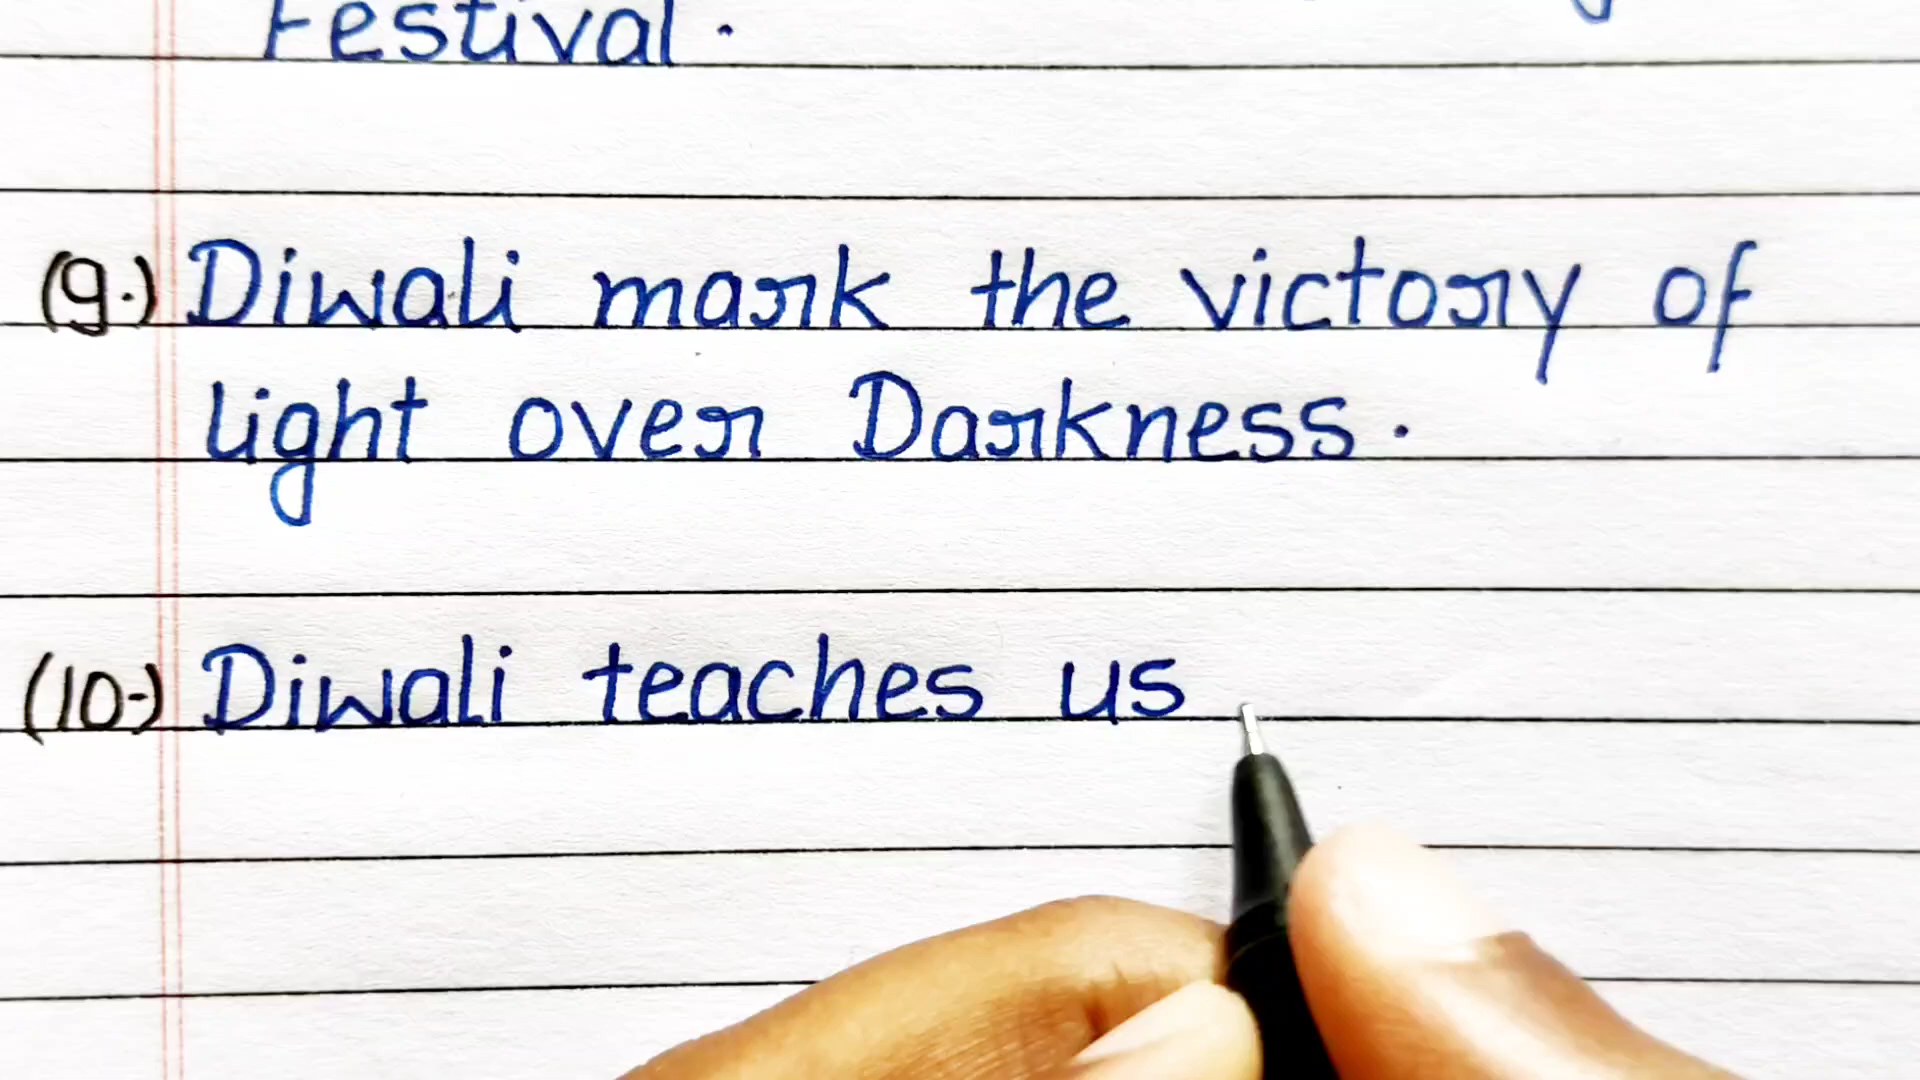 Festival.
(9.) Diwali mark the victory of
light over Darkness.
(10.) Diwali teaches us